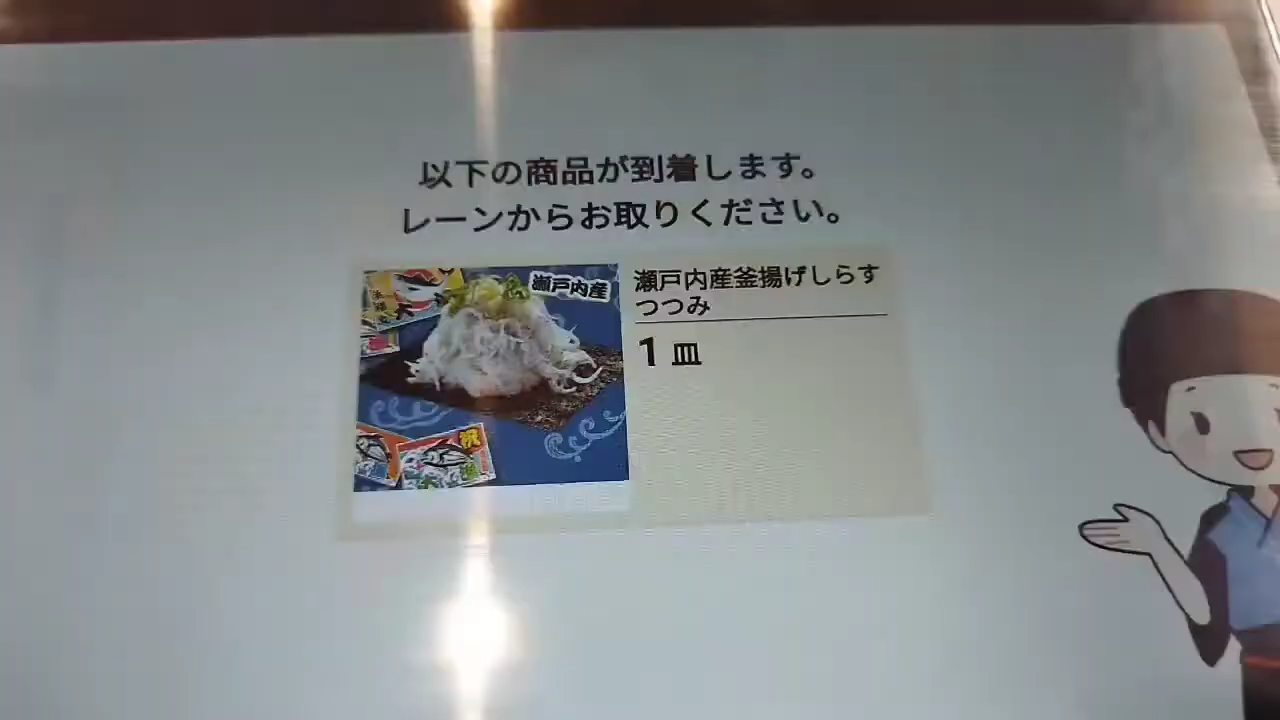 以下の商品が到着します。
レーンからお取りください。
瀬戸内産
瀬戸内産釜揚げしらす
つつみ
1皿
祝